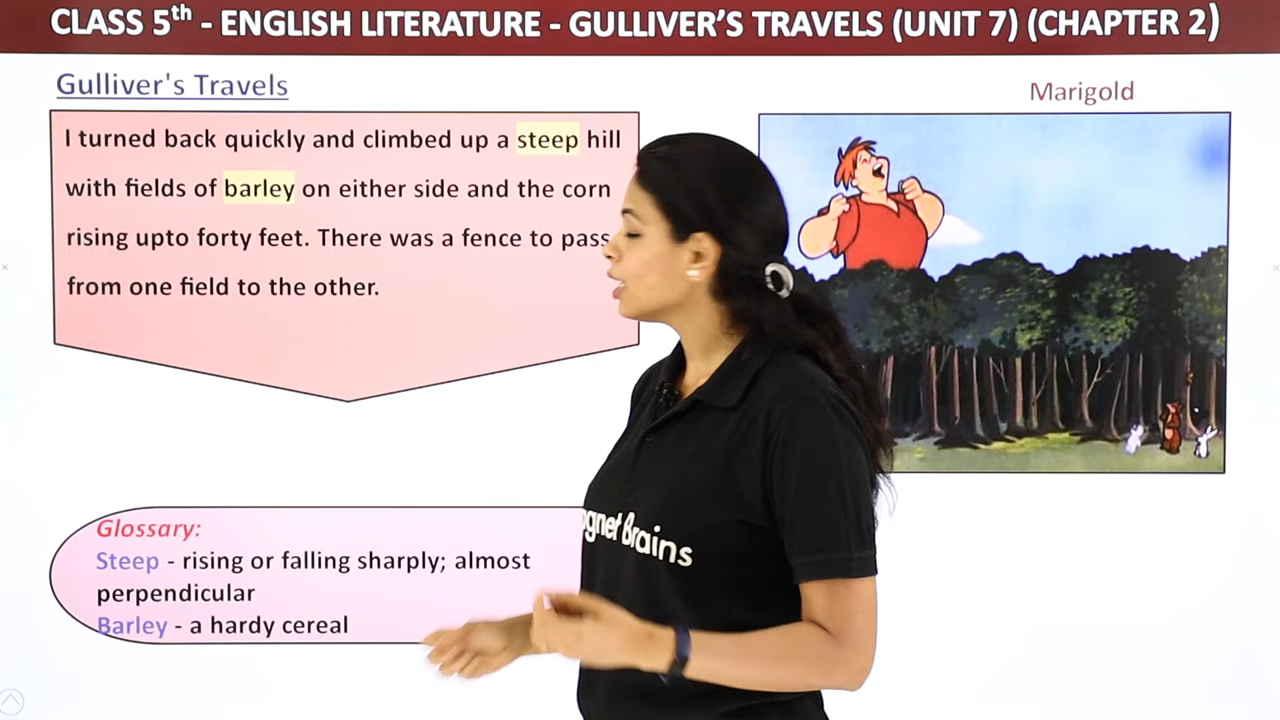 CLASS 5th - ENGLISH LITERATURE - GULLIVER'S TRAVELS (UNIT 7) (CHAPTER 2)
Gulliver's Travels
Marigold
I turned back quickly and climbed up a steep hill
with fields of barley on either side and the corn
rising upto forty feet. There was a fence to pass
from one field to the other.
Glossary:
Steep - rising or falling sharply; almost
perpendicular
Barley - a hardy cereal
gnet Brains